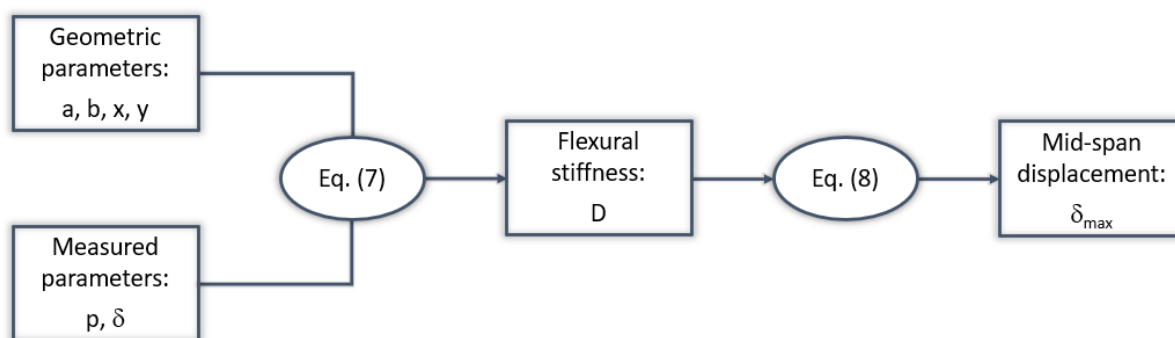 Geometric
parameters:
a, b, x, y
Measured
parameters:
p, δ
Eq. (7)
Flexural
stiffness:
D
Eq. (8)
Mid-span
displacement:
δmax